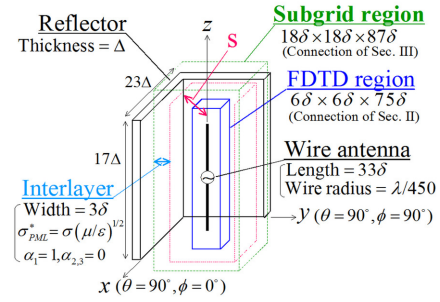 Reflector
Thickness = Δ
z
Subgrid region
18δ×18δ×87δ
(Connection of Sec. III)
S
23Δ
FDTD region
6δ×6δ×75δ
(Connection of Sec. II)
17Δ
Wire antenna
Length = 33δ
Wire radius = λ/450
Interlayer
Width = 3δ
σ*PML = σ(μ/ε)^1/2
α1=1, α2,3=0
y (θ=90°, ϕ=90°)
x (θ=90°, ϕ=0°)